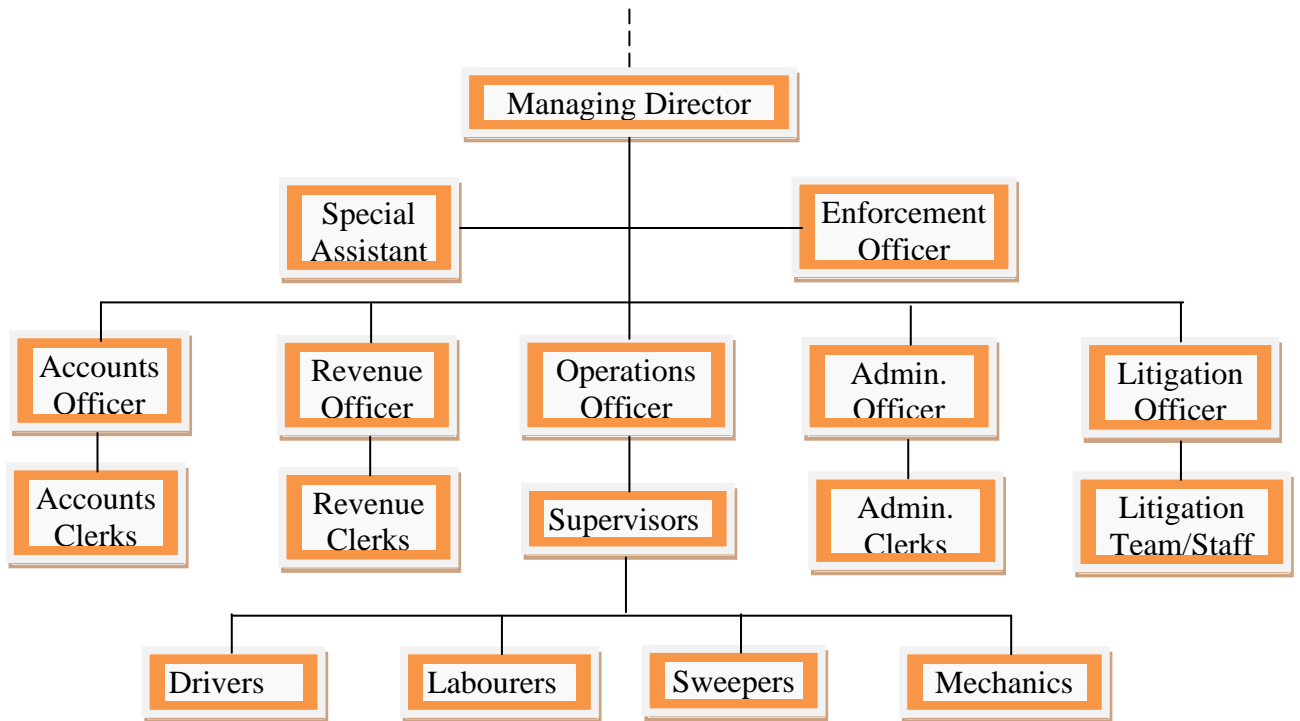 Managing Director
Special
Assistant
Enforcement
Officer
Accounts
Officer
Revenue
Officer
Operations
Officer
Admin.
Officer
Litigation
Officer
Accounts
Clerks
Revenue
Clerks
Supervisors
Admin.
Clerks
Litigation
Team/Staff
Drivers
Labourers
Sweepers
Mechanics